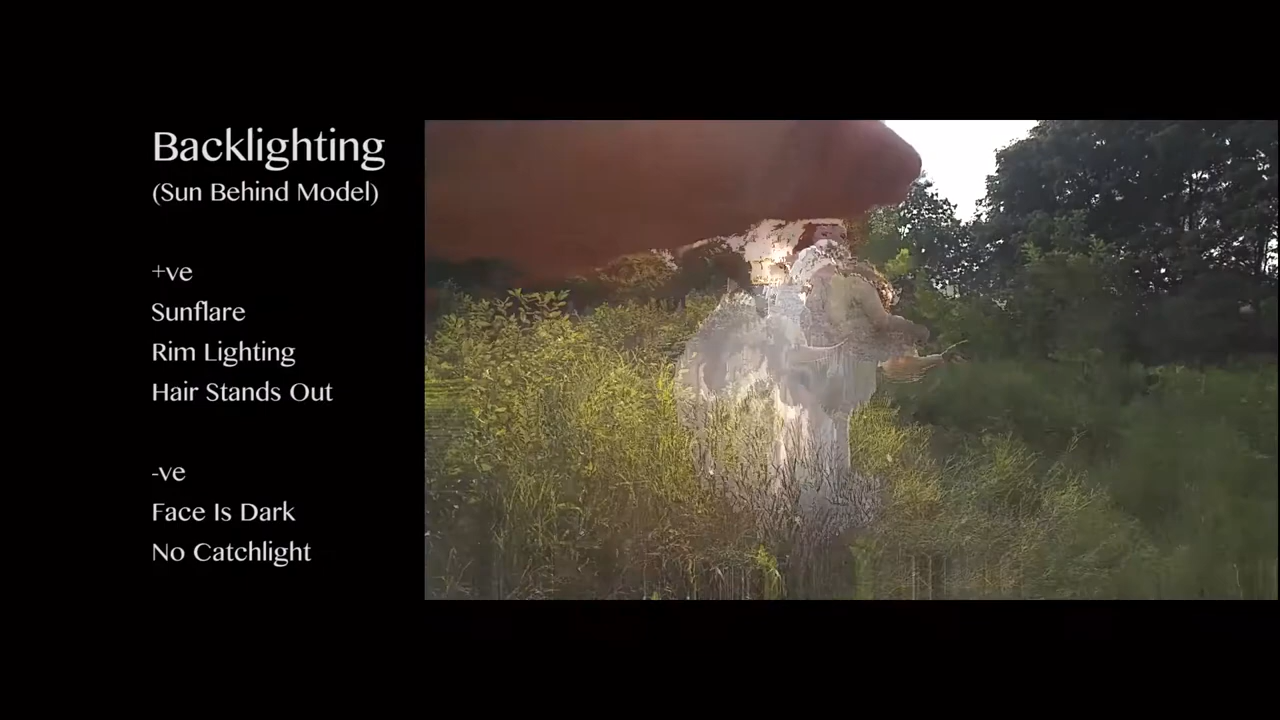 Backlighting
(Sun Behind Model)
+ve
Sunflare
Rim Lighting
Hair Stands Out
-ve
Face Is Dark
No Catchlight